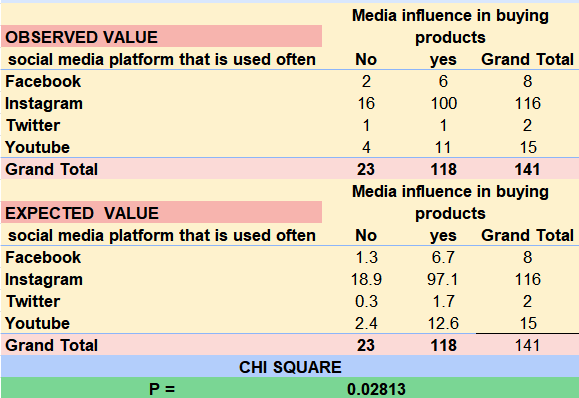 Media influence in buying
OBSERVED VALUE products
social media platform that is used often No yes Grand Total
Facebook 2 6 8
Instagram 16 100 116
Twitter 1 1 2
Youtube 4 11 15
Grand Total 23 118 141
Media influence in buying
EXPECTED VALUE products
social media platform that is used often No yes Grand Total
Facebook 1.3 6.7 8
Instagram 18.9 97.1 116
Twitter 0.3 1.7 2
Youtube 2.4 12.6 15
Grand Total 23 118 141
CHI SQUARE
P = 0.02813